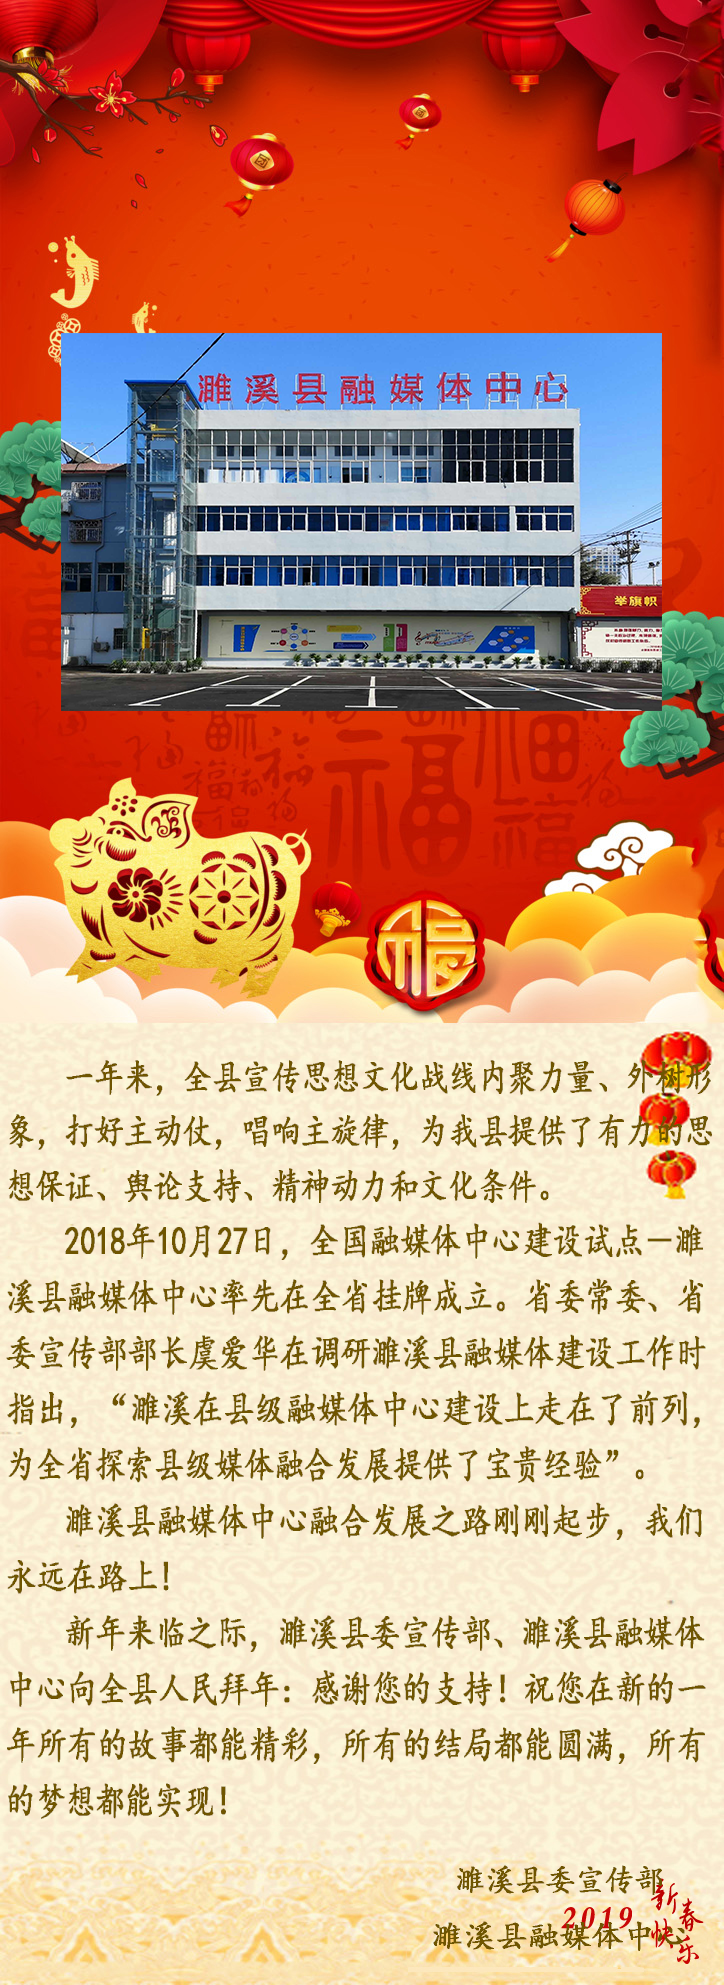 濉溪县融媒体中心
举旗帜
福
福
一年来，全县宣传思想文化战线内聚力量、外树形
象，打好主动仗，唱响主旋律，为我县提供了有力的思
想保证、舆论支持、精神动力和文化条件。
2018年10月27日，全国融媒体中心建设试点—濉
溪县融媒体中心率先在全省挂牌成立。省委常委、省
委宣传部部长虞爱华在调研濉溪县融媒体建设工作时
指出，“濉溪在县级融媒体中心建设上走在了前列，
为全省探索县级媒体融合发展提供了宝贵经验”。
濉溪县融媒体中心融合发展之路刚刚起步，我们
永远在路上！
新年来临之际，濉溪县委宣传部、濉溪县融媒体
中心向全县人民拜年：感谢您的支持！祝您在新的一
年所有的故事都能精彩，所有的结局都能圆满，所有
的梦想都能实现！
濉溪县委宣传部
濉溪县融媒体中心
2019
新春快乐